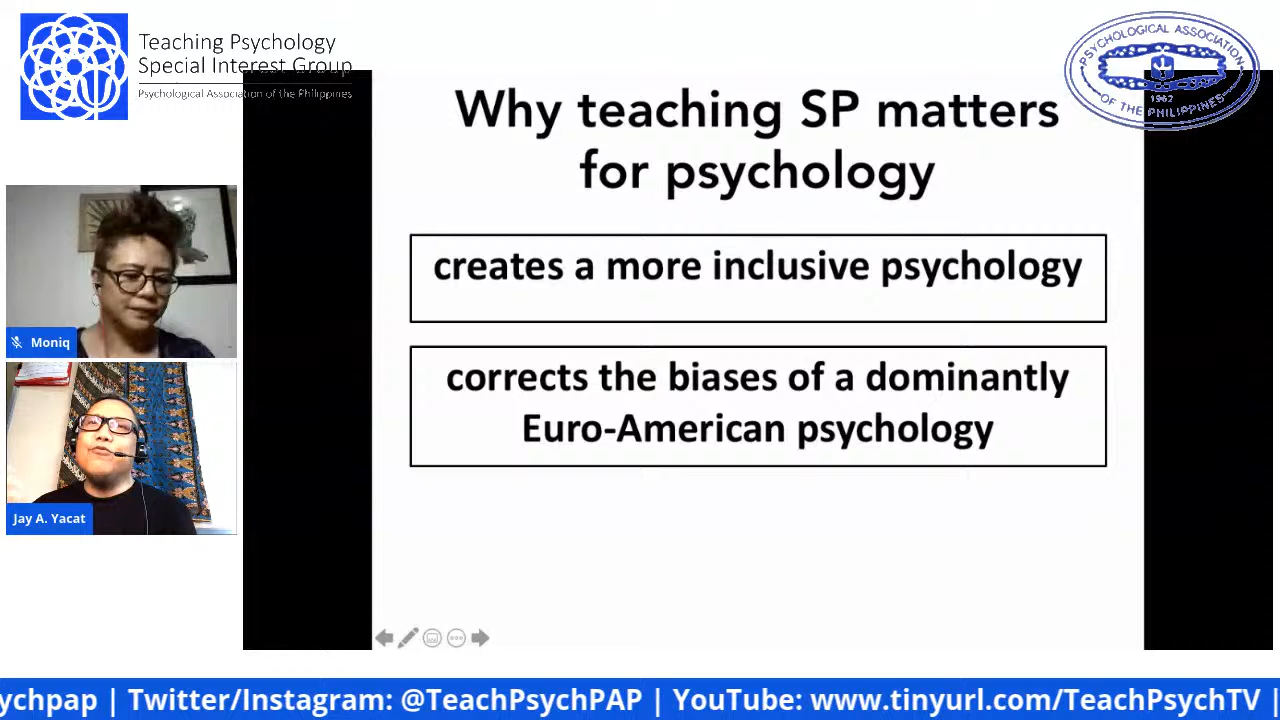 Teaching Psychology
Special Interest Group
Psychological Association of the Philippines
PSYCHOLOGICAL ASSOCIATION
OF THE PHILIPPINES
1962
Why teaching SP matters
for psychology
creates a more inclusive psychology
corrects the biases of a dominantly
Euro-American psychology
Moniq
Jay A. Yacat
ychpap | Twitter/Instagram: @TeachPsychPAP | YouTube: www.tinyurl.com/TeachPsychTV |